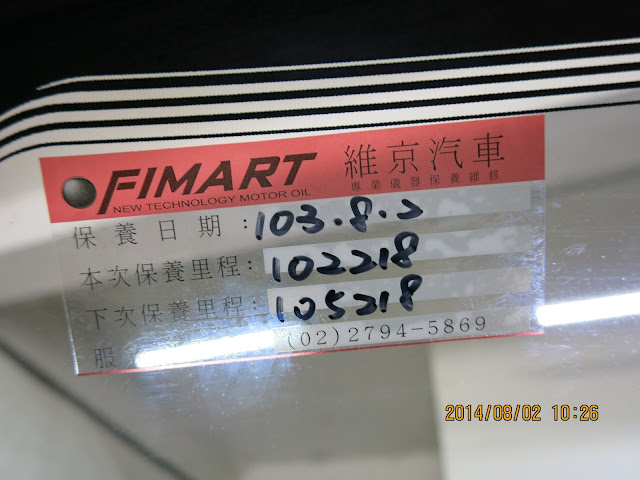 FIMART 維京汽車
NEW TECHNOLOGY MOTOR OIL 專業儀器保養維修
保養日期:103.8.2
本次保養里程:102218
下次保養里程:105218
服 (02)2794-5869
2014/08/02 10:26